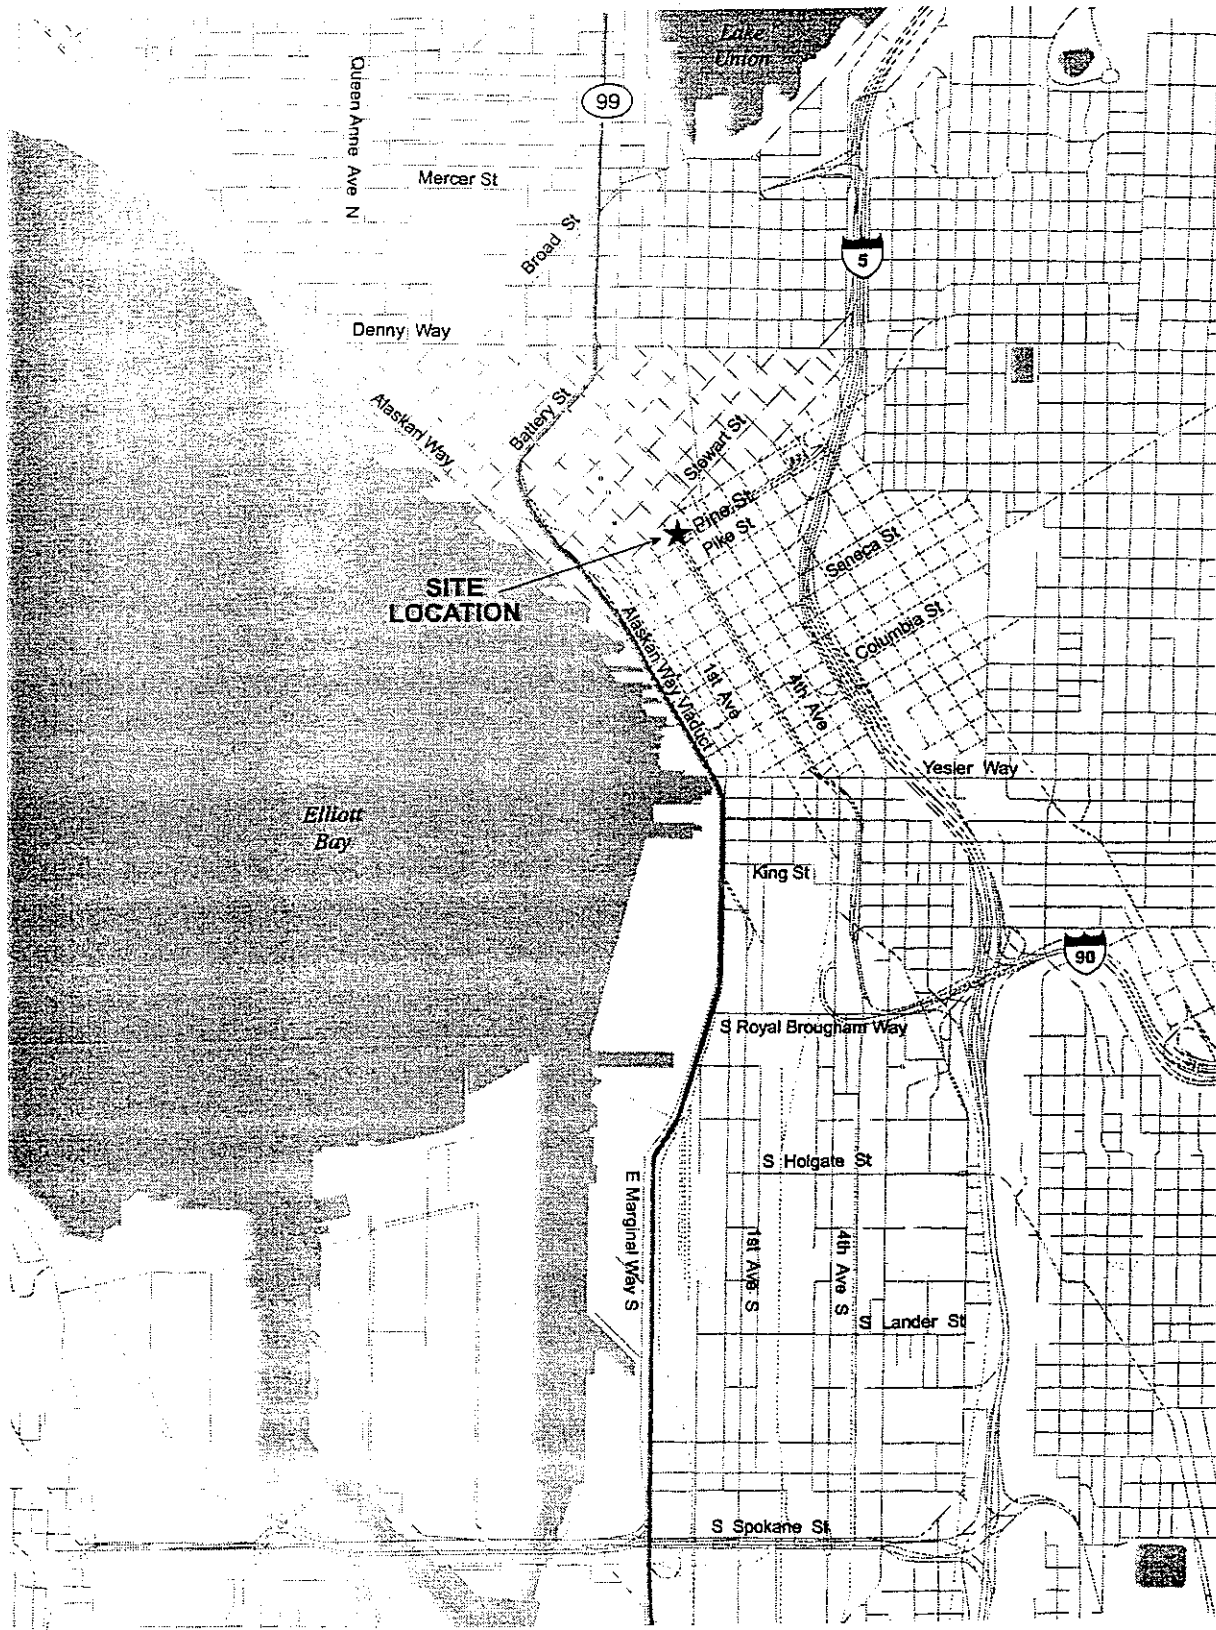 Lake
Union
Queen Anne Ave N
99
Mercer St
Broad St
5
Denny Way
Alaskan Way
Battery St
Stewart St
Pine St
Pike St
Seneca St
SITE
LOCATION
Columbia St
Alaskan Way Viaduct
1st Ave
4th Ave
Yesler Way
Elliott
Bay
King St
90
S Royal Brougham Way
S Holgate St
E Marginal Way S
1st Ave S
4th Ave S
S Lander St
S Spokane St